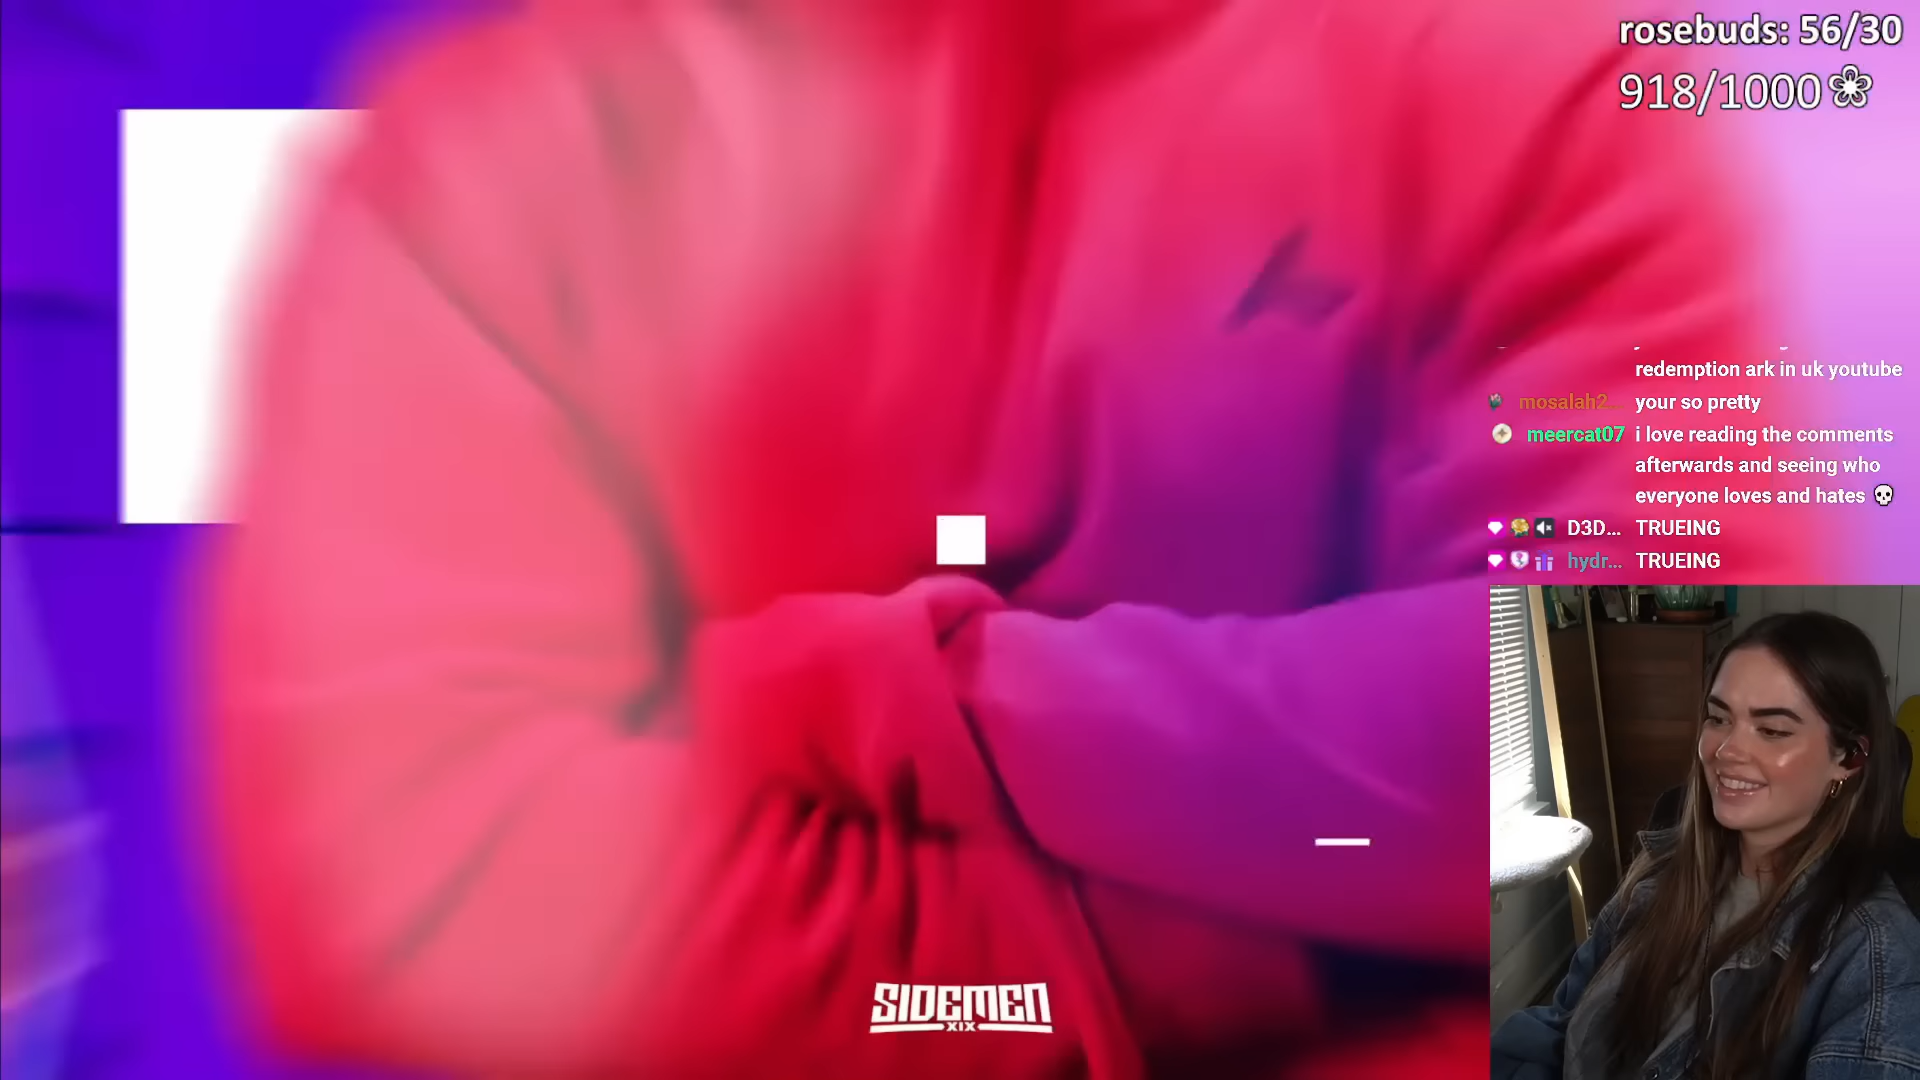 rosebuds: 56/30
918/1000
redemption ark in uk youtube
mosalah2... your so pretty
meercat07 i love reading the comments
afterwards and seeing who
everyone loves and hates 💀
D3D... TRUEING
hydr... TRUEING
SIDEMEN
XIX